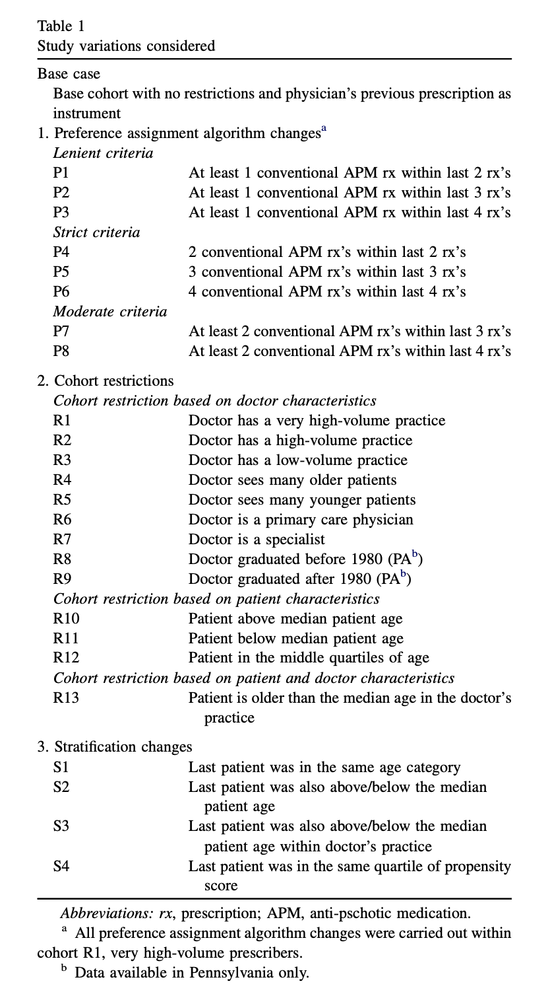 Table 1
Study variations considered
Base case
Base cohort with no restrictions and physician's previous prescription as
instrument
1. Preference assignment algorithm changesᵃ
Lenient criteria
P1 At least 1 conventional APM rx within last 2 rx's
P2 At least 1 conventional APM rx within last 3 rx's
P3 At least 1 conventional APM rx within last 4 rx's
Strict criteria
P4 2 conventional APM rx's within last 2 rx's
P5 3 conventional APM rx's within last 3 rx's
P6 4 conventional APM rx's within last 4 rx's
Moderate criteria
P7 At least 2 conventional APM rx's within last 3 rx's
P8 At least 2 conventional APM rx's within last 4 rx's
2. Cohort restrictions
Cohort restriction based on doctor characteristics
R1 Doctor has a very high-volume practice
R2 Doctor has a high-volume practice
R3 Doctor has a low-volume practice
R4 Doctor sees many older patients
R5 Doctor sees many younger patients
R6 Doctor is a primary care physician
R7 Doctor is a specialist
R8 Doctor graduated before 1980 (PAᵇ)
R9 Doctor graduated after 1980 (PAᵇ)
Cohort restriction based on patient characteristics
R10 Patient above median patient age
R11 Patient below median patient age
R12 Patient in the middle quartiles of age
Cohort restriction based on patient and doctor characteristics
R13 Patient is older than the median age in the doctor's
practice
3. Stratification changes
S1 Last patient was in the same age category
S2 Last patient was also above/below the median
patient age
S3 Last patient was also above/below the median
patient age within doctor's practice
S4 Last patient was in the same quartile of propensity
score
Abbreviations: rx, prescription; APM, anti-pschotic medication.
ᵃ All preference assignment algorithm changes were carried out within
cohort R1, very high-volume prescribers.
ᵇ Data available in Pennsylvania only.